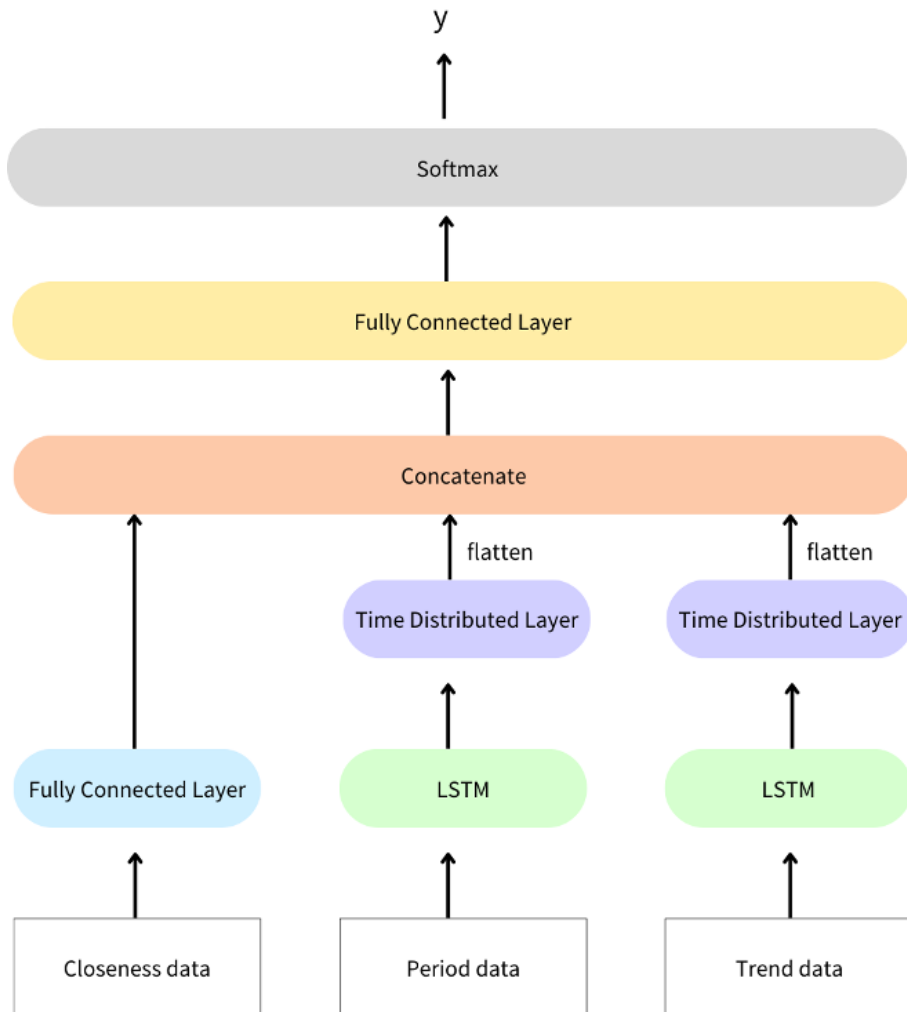 y
Softmax
Fully Connected Layer
Concatenate
flatten
flatten
Time Distributed Layer
Time Distributed Layer
Fully Connected Layer
LSTM
LSTM
Closeness data
Period data
Trend data